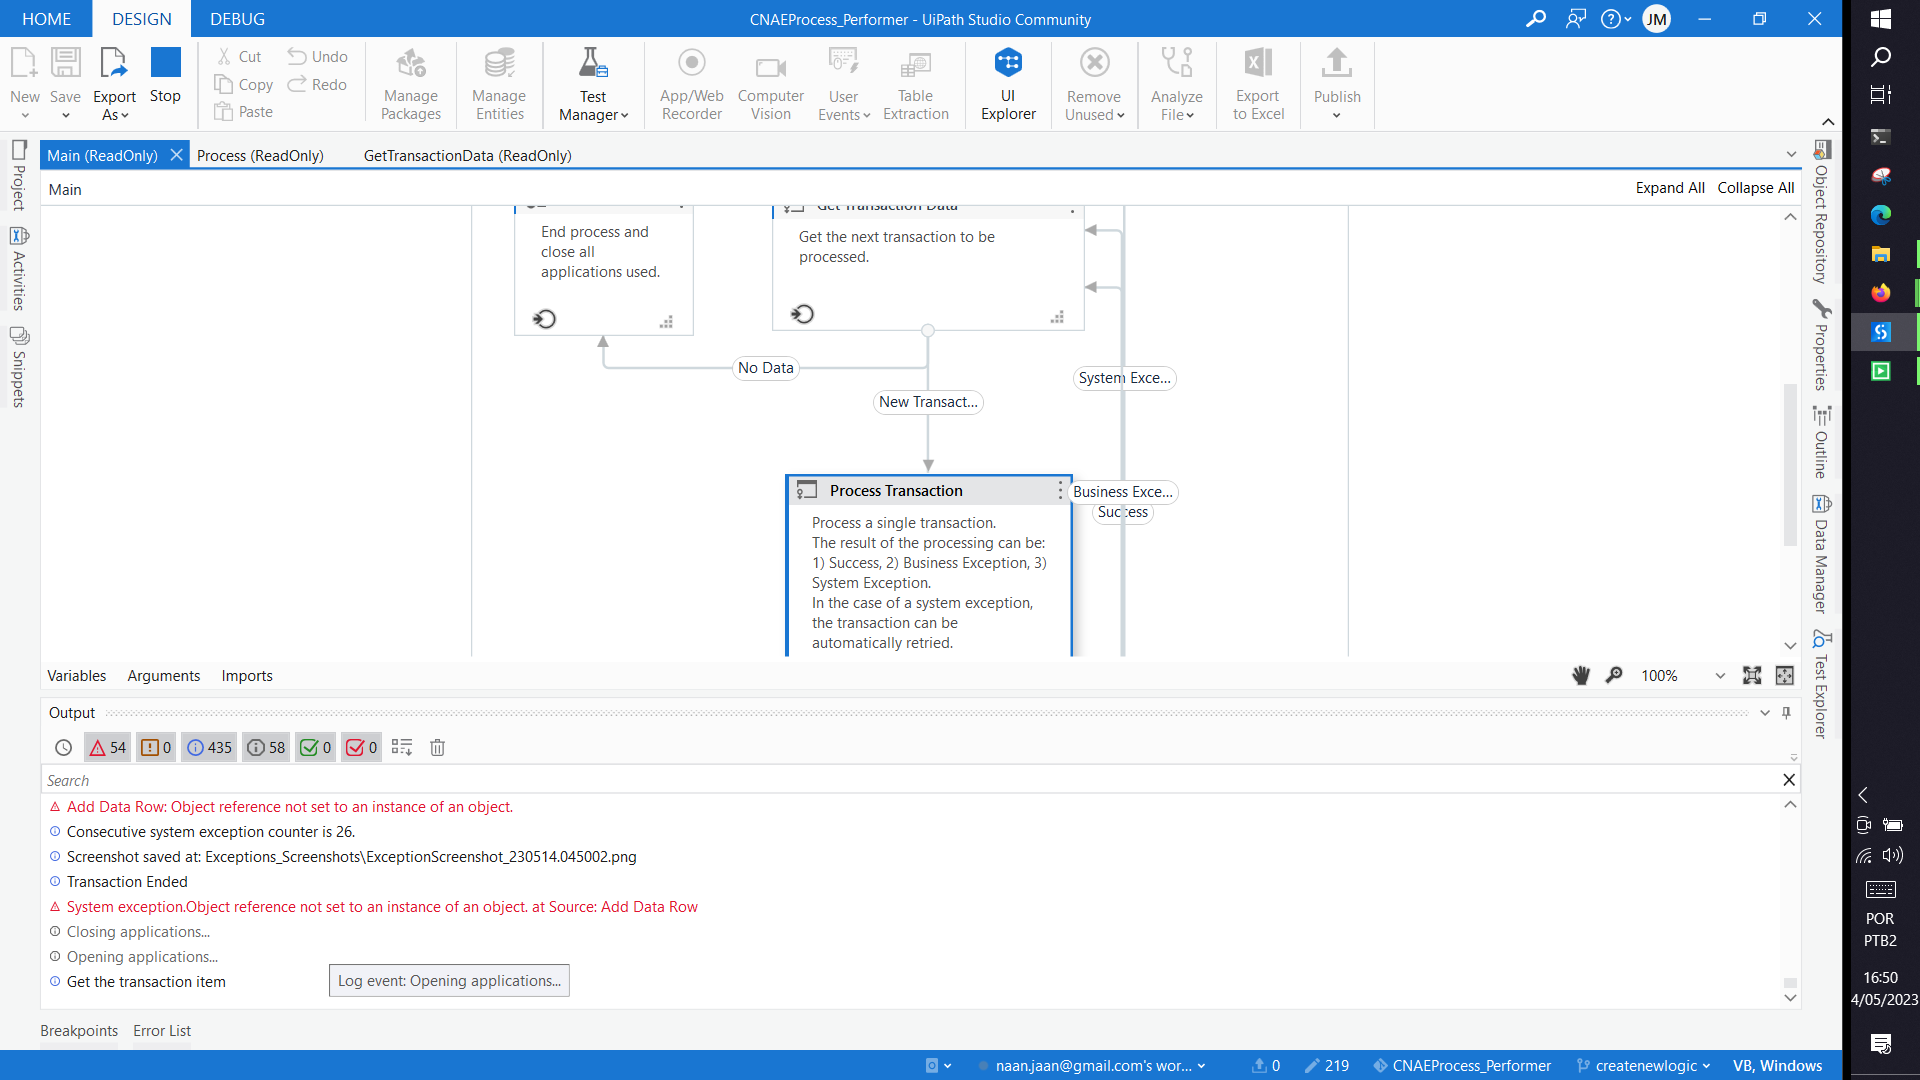 HOME
DESIGN
DEBUG
CNAEProcess_Performer - UiPath Studio Community
JM
New
Save
Export As
Stop
Cut
Copy
Paste
Undo
Redo
Manage Packages
Manage Entities
Test Manager
App/Web Recorder
Computer Vision
User Events
Table Extraction
UI Explorer
Remove Unused
Analyze File
Export to Excel
Publish
Main (ReadOnly)
Process (ReadOnly)
GetTransactionData (ReadOnly)
Main
Expand All
Collapse All
Project
Activities
Snippets
Object Repository
Properties
Outline
Data Manager
Test Explorer
End process and
close all
applications used.
Get Transaction Data
Get the next transaction to be
processed.
No Data
New Transact...
System Exce...
Business Exce...
Success
Process Transaction
Process a single transaction.
The result of the processing can be:
1) Success, 2) Business Exception, 3)
System Exception.
In the case of a system exception,
the transaction can be
automatically retried.
Variables
Arguments
Imports
100%
Output
54
0
435
58
0
0
Search
Add Data Row: Object reference not set to an instance of an object.
Consecutive system exception counter is 26.
Screenshot saved at: Exceptions_Screenshots\ExceptionScreenshot_230514.045002.png
Transaction Ended
System exception.Object reference not set to an instance of an object. at Source: Add Data Row
Closing applications...
Opening applications...
Get the transaction item
Log event: Opening applications...
Breakpoints
Error List
naan.jaan@gmail.com's wor...
0
219
CNAEProcess_Performer
createnewlogic
VB, Windows
POR
PTB2
16:50
4/05/2023